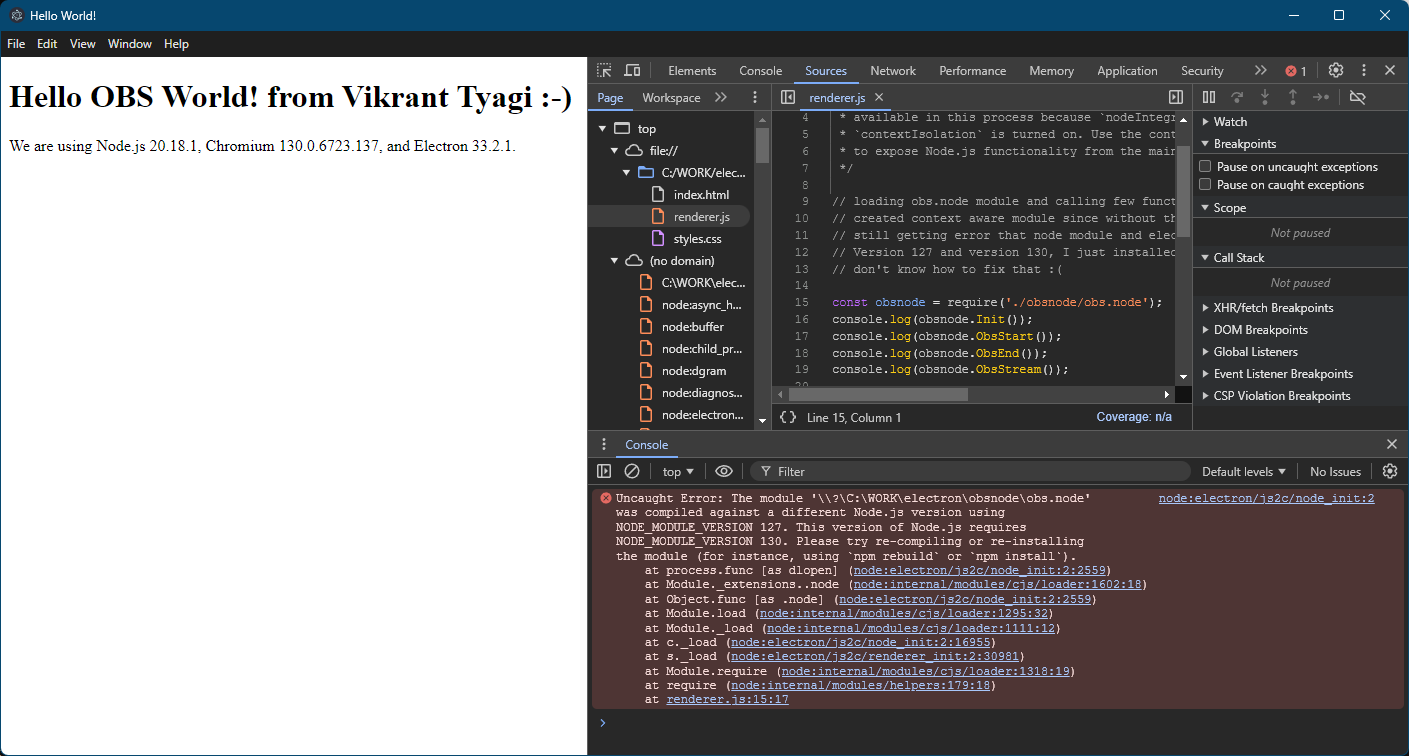 Hello World!
File Edit View Window Help
Hello OBS World! from Vikrant Tyagi :-)
We are using Node.js 20.18.1, Chromium 130.0.6723.137, and Electron 33.2.1.
Elements Console Sources Network Performance Memory Application Security 1
Page Workspace
top
file://
C:/WORK/elec...
index.html
renderer.js
styles.css
(no domain)
C:\WORK\elec...
node:async_h...
node:buffer
node:child_pr...
node:dgram
node:diagnos...
node:electron...
renderer.js
4 * available in this process because `nodeIntegr
5 * `contextIsolation` is turned on. Use the cont
6 * to expose Node.js functionality from the main
7 */
8
9 // loading obs.node module and calling few funct
10 // created context aware module since without th
11 // still getting error that node module and elec
12 // Version 127 and version 130, I just installed
13 // don't know how to fix that :(
14
15 const obsnode = require('./obsnode/obs.node');
16 console.log(obsnode.Init());
17 console.log(obsnode.ObsStart());
18 console.log(obsnode.ObsEnd());
19 console.log(obsnode.ObsStream());
20
{ } Line 15, Column 1 Coverage: n/a
Watch
Breakpoints
Pause on uncaught exceptions
Pause on caught exceptions
Scope
Not paused
Call Stack
Not paused
XHR/fetch Breakpoints
DOM Breakpoints
Global Listeners
Event Listener Breakpoints
CSP Violation Breakpoints
Console
top Filter Default levels No Issues
Uncaught Error: The module '\\?\C:\WORK\electron\obsnode\obs.node' node:electron/js2c/node_init:2
was compiled against a different Node.js version using
NODE_MODULE_VERSION 127. This version of Node.js requires
NODE_MODULE_VERSION 130. Please try re-compiling or re-installing
the module (for instance, using `npm rebuild` or `npm install`).
at process.func [as dlopen] (node:electron/js2c/node_init:2:2559)
at Module._extensions..node (node:internal/modules/cjs/loader:1602:18)
at Object.func [as .node] (node:electron/js2c/node_init:2:2559)
at Module.load (node:internal/modules/cjs/loader:1295:32)
at Module._load (node:internal/modules/cjs/loader:1111:12)
at c._load (node:electron/js2c/node_init:2:16955)
at s._load (node:electron/js2c/renderer_init:2:30981)
at Module.require (node:internal/modules/cjs/loader:1318:19)
at require (node:internal/modules/helpers:179:18)
at renderer.js:15:17